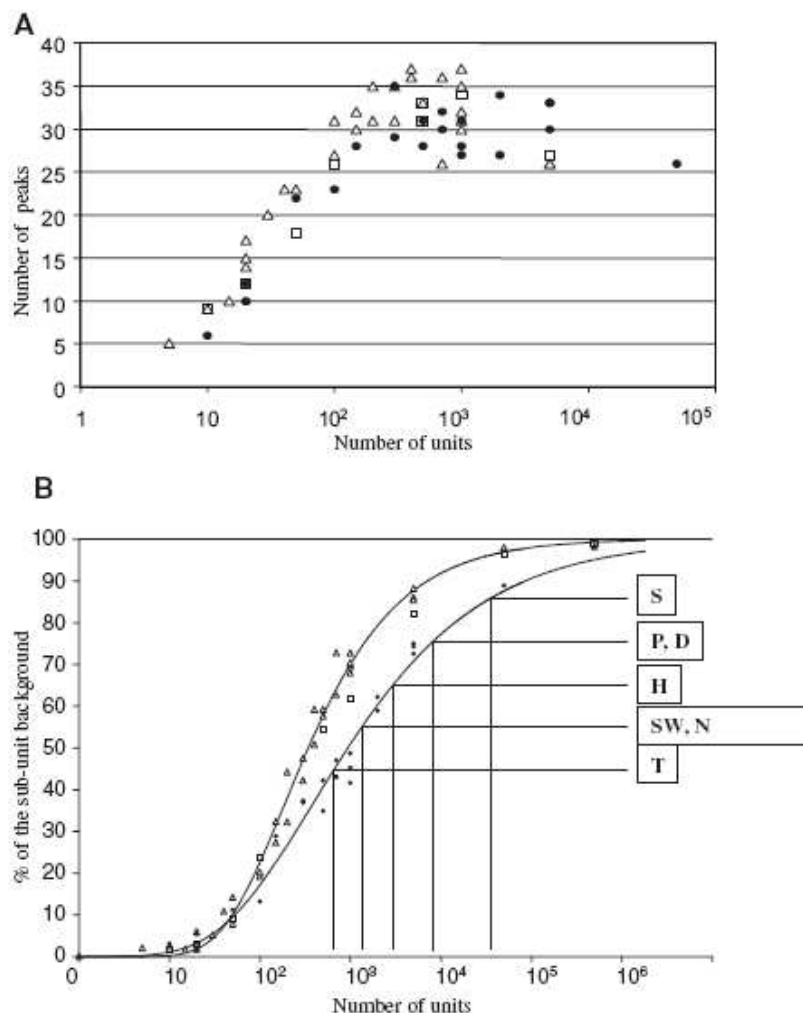 A
40
35
30
25
20
15
10
5
0
Number of peaks
1 10 10² 10³ 10⁴ 10⁵
Number of units
B
100
90
80
70
60
50
40
30
20
10
0
% of the sub-unit background
S
P, D
H
SW, N
T
0 10 10² 10³ 10⁴ 10⁵ 10⁶
Number of units